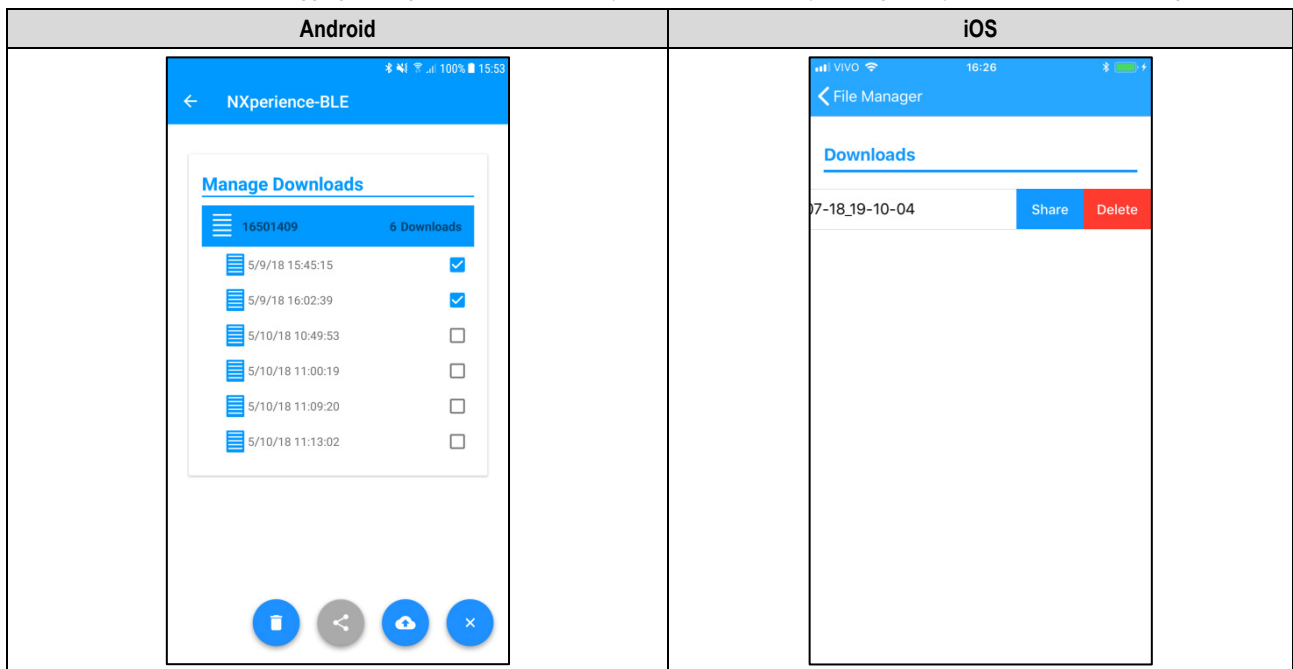 Android
iOS
100% 15:53
NXperience-BLE
Manage Downloads
16501409 6 Downloads
5/9/18 15:45:15
5/9/18 16:02:39
5/10/18 10:49:53
5/10/18 11:00:19
5/10/18 11:09:20
5/10/18 11:13:02
VIVO 16:26
File Manager
Downloads
07-18_19-10-04 Share Delete